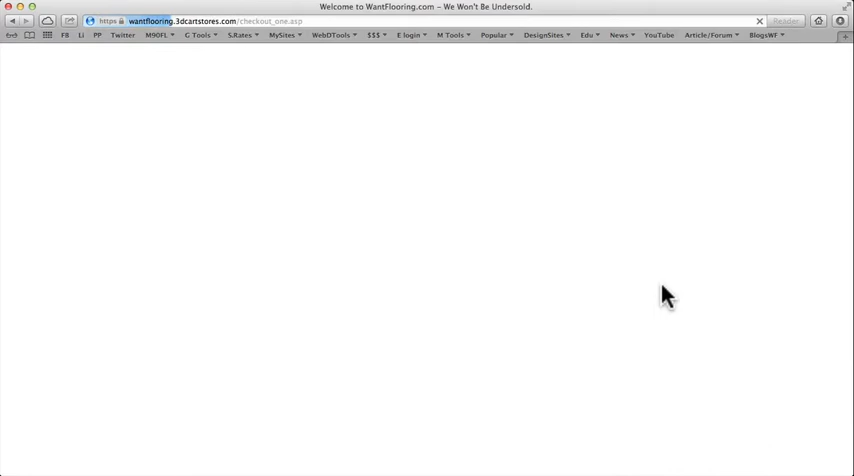 Welcome to WantFlooring.com – We Won't Be Undersold.
https wantflooring.3dcartstores.com/checkout_one.asp Reader
FB Li PP Twitter M90FL G Tools S.Rates MySites WebDTools $$$ E login M Tools Popular DesignSites Edu News YouTube Article/Forum BlogsWF